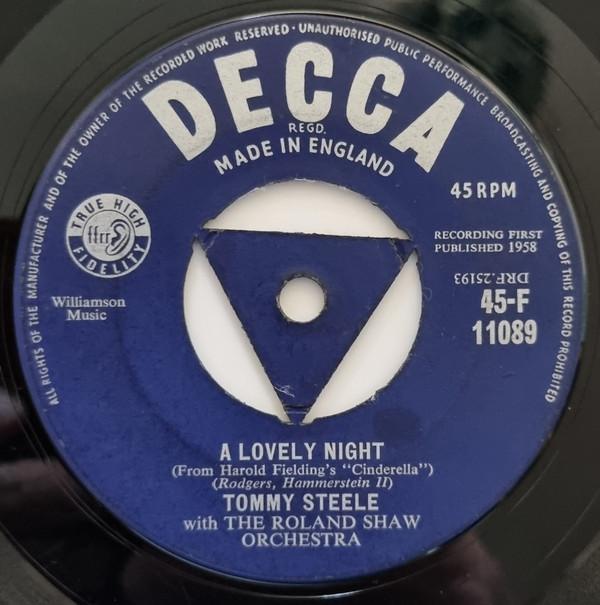 ALL RIGHTS OF THE MANUFACTURER AND OF THE OWNER OF THE RECORDED WORK RESERVED · UNAUTHORISED PUBLIC PERFORMANCE BROADCASTING AND COPYING OF THIS RECORD PROHIBITED
DECCA
REGD.
MADE IN ENGLAND
45 RPM
TRUE HIGH
ffrr
FIDELITY
RECORDING FIRST
PUBLISHED 1958
DRF.25193
Williamson
Music
45-F
11089
A LOVELY NIGHT
(From Harold Fielding's "Cinderella")
(Rodgers, Hammerstein II)
TOMMY STEELE
with THE ROLAND SHAW
ORCHESTRA